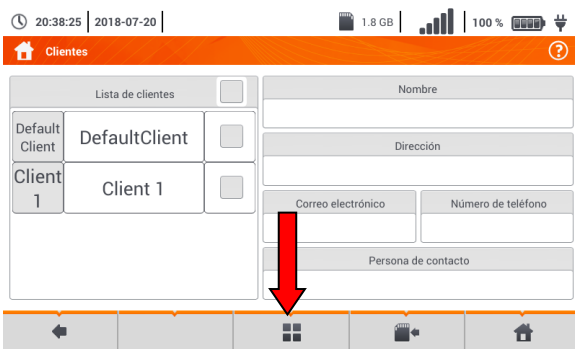 20:38:25 2018-07-20 1.8 GB 100 %
Clientes ?
Lista de clientes
Default
Client
DefaultClient
Client
1
Client 1
Nombre
Dirección
Correo electrónico
Número de teléfono
Persona de contacto